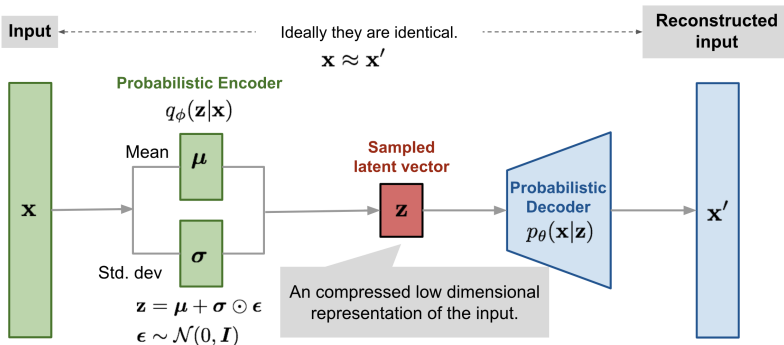 Input
Ideally they are identical.
x ≈ x′
Reconstructed
input
Probabilistic Encoder
qϕ(z|x)
Mean
μ
x
Std. dev
σ
z = μ + σ ⊙ ϵ
ϵ ∼ 𝒩(0, I)
Sampled
latent vector
z
An compressed low dimensional
representation of the input.
Probabilistic
Decoder
pθ(x|z)
x′